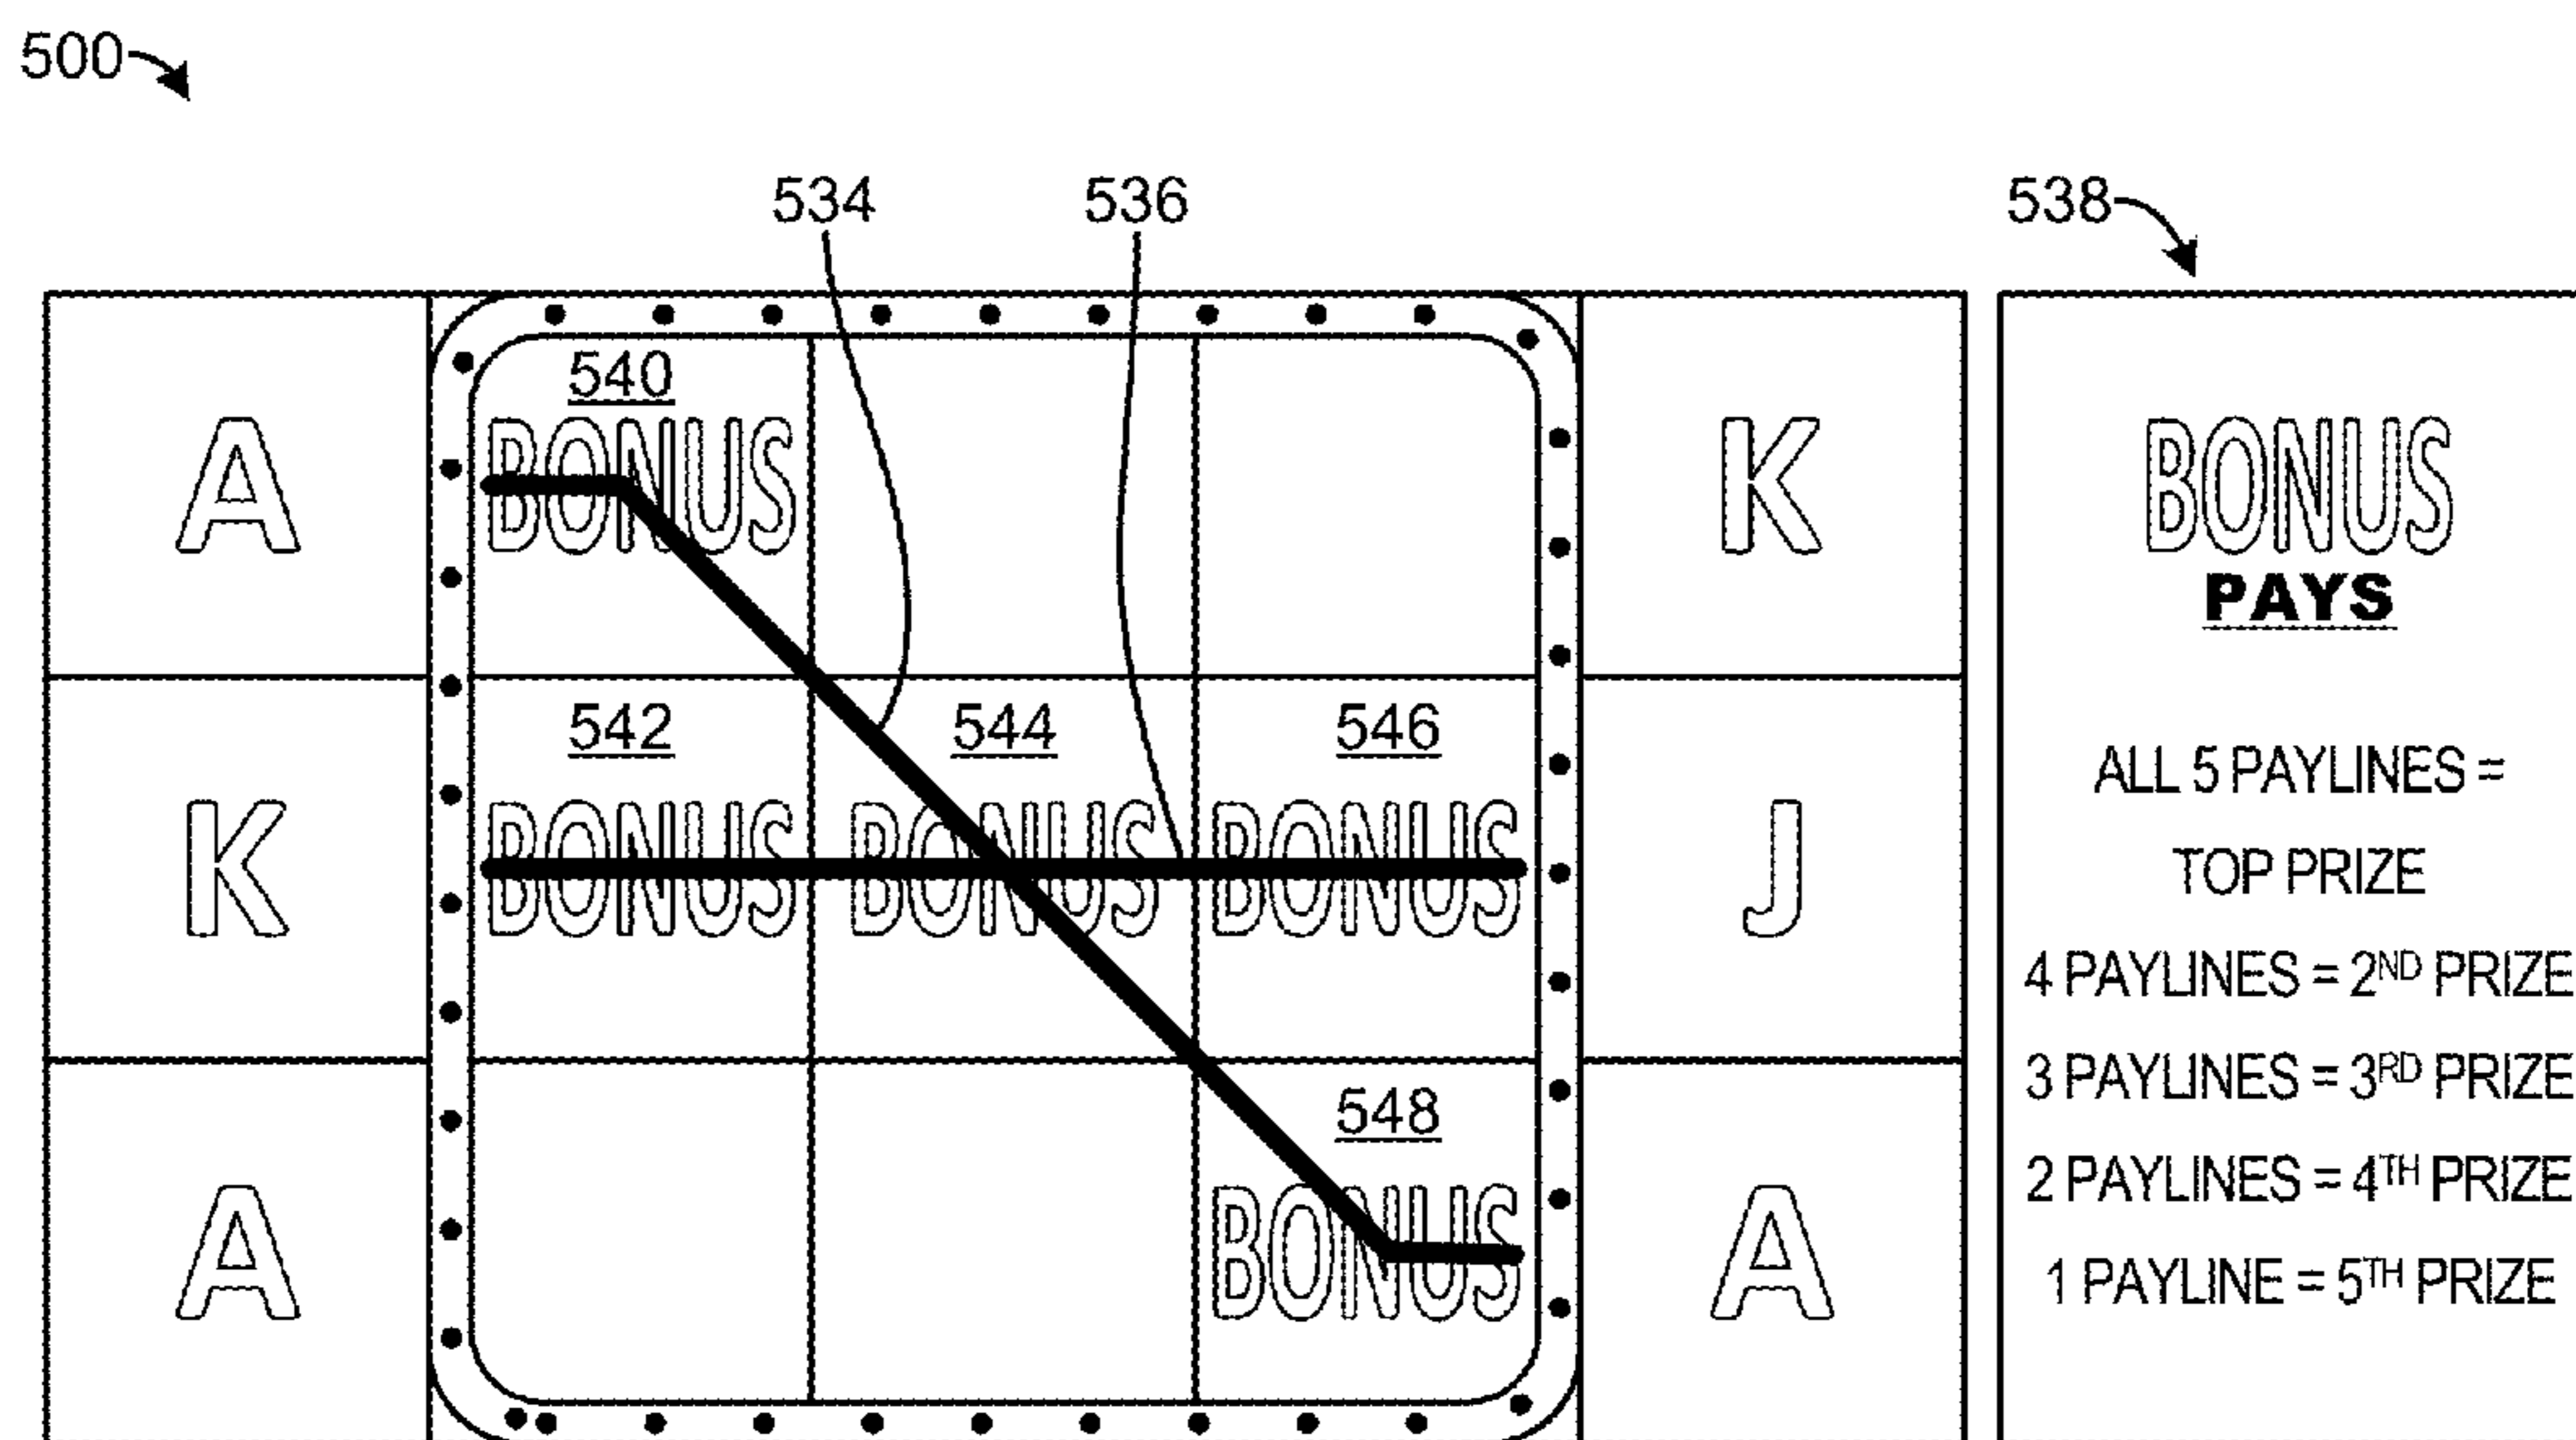 500
534 536 538
540
A BONUS K BONUS
PAYS
542 544 546
ALL 5 PAYLINES =
K BONUS BONUS BONUS J
TOP PRIZE
4 PAYLINES = 2ND PRIZE
3 PAYLINES = 3RD PRIZE
548
2 PAYLINES = 4TH PRIZE
A BONUS A
1 PAYLINE = 5TH PRIZE